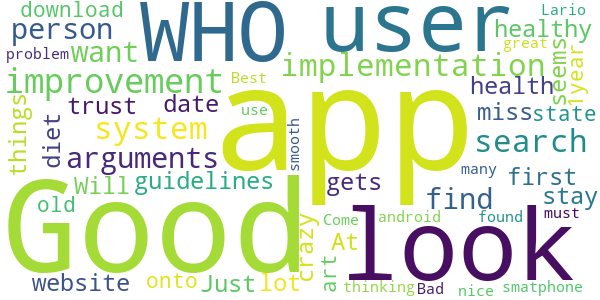 download
WHO
user
Lario
person
want
healthy
problem
great
improvement
Best
implementation
seems
1year
things
diet
trust
date
app
health
miss
state
system
use
smooth
search
arguments
Good
Will
guidelines
gets
look
find
first
stay
old
crazy
At
Come
android
found
many
must
website
onto
Just
lot
art
thinking
Bad
nice
smatphone